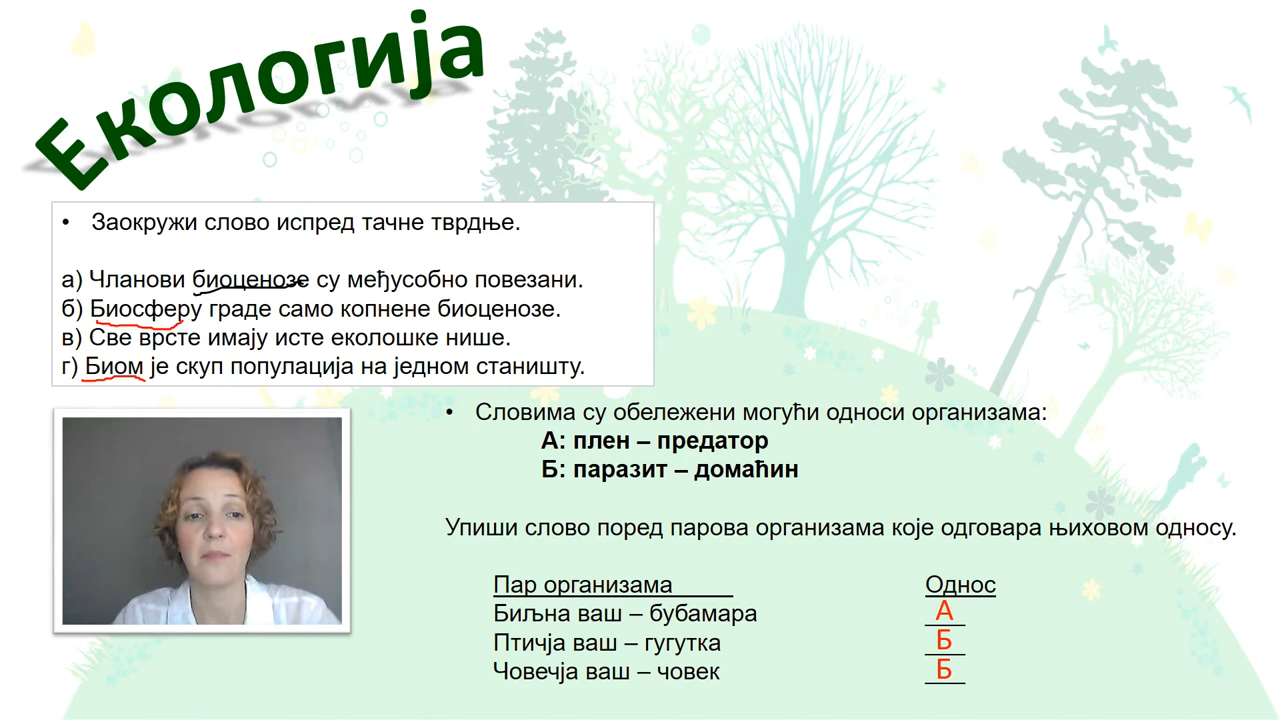 Екологија
• Заокружи слово испред тачне тврдње.
а) Чланови биоценозе су међусобно повезани.
б) Биосферу граде само копнене биоценозе.
в) Све врсте имају исте еколошке нише.
г) Биом је скуп популација на једном станишту.
• Словима су обележени могући односи организама:
А: плен – предатор
Б: паразит – домаћин
Упиши слово поред парова организама које одговара њиховом односу.
Пар организама Однос
Биљна ваш – бубамара А
Птичја ваш – гугутка Б
Човечја ваш – човек Б